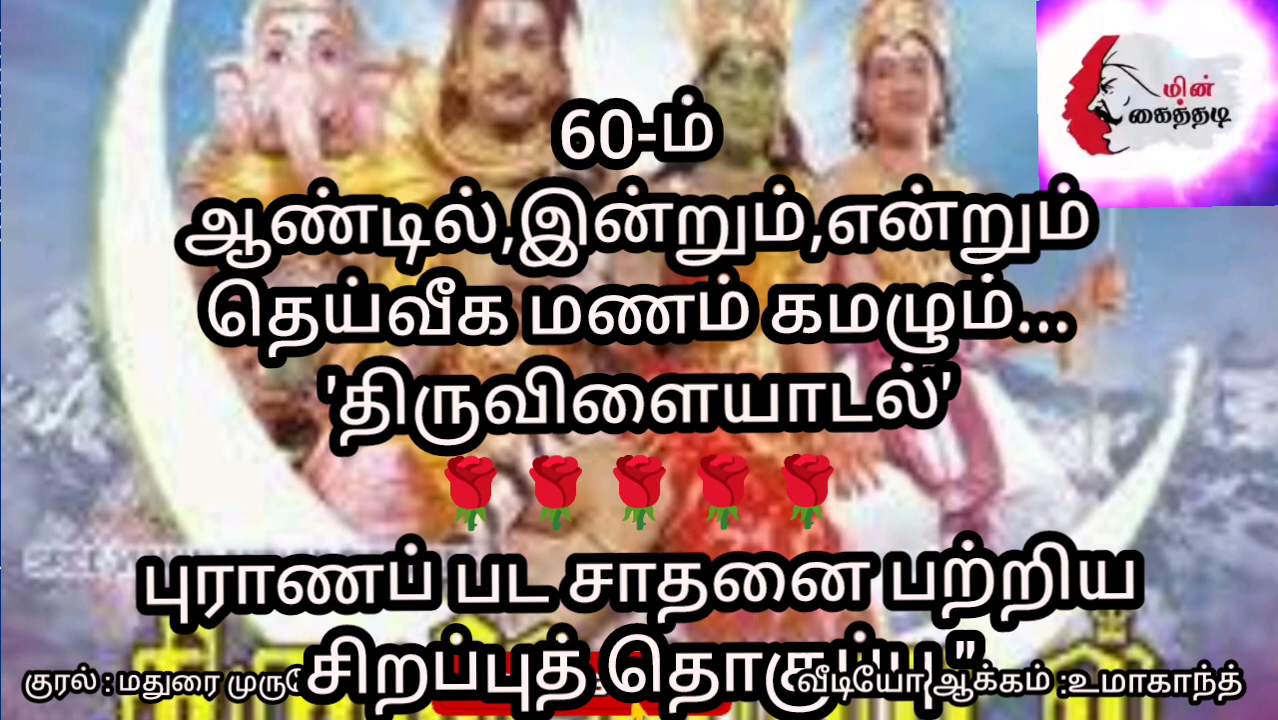 மின்
கைத்தடி
60-ம்
ஆண்டில்,இன்றும்,என்றும்
தெய்வீக மணம் கமழும்...
'திருவிளையாடல்'
புராணப் பட சாதனை பற்றிய
சிறப்புத் தொகுப்பு"
குரல் : மதுரை
வீடியோ ஆக்கம் :உமாகாந்த்